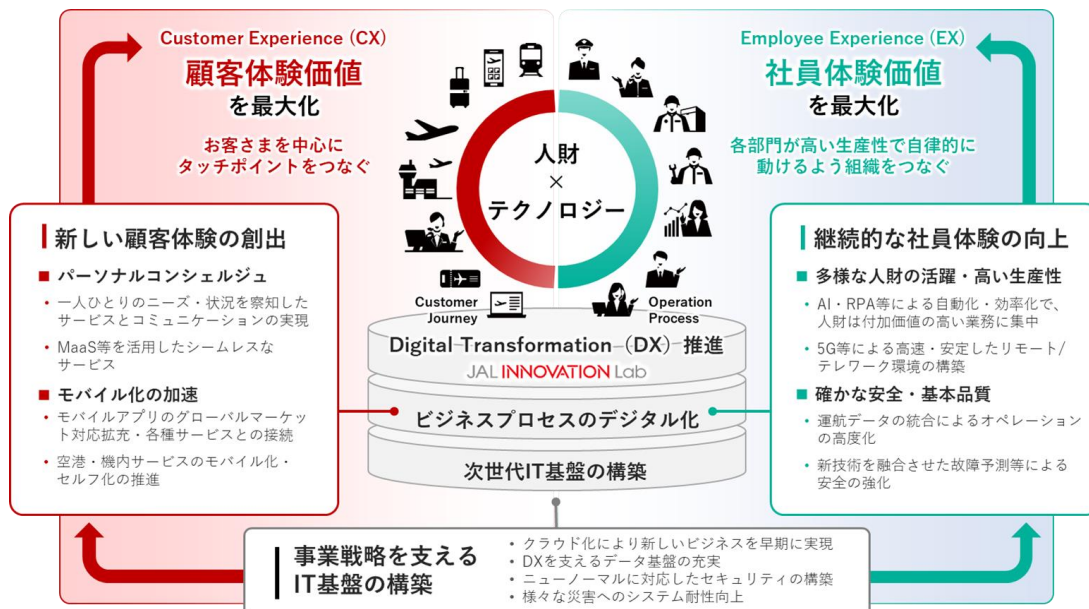 Customer Experience (CX)
顧客体験価値
を最大化
お客さまを中心に
タッチポイントをつなぐ
Employee Experience (EX)
社員体験価値
を最大化
各部門が高い生産性で自律的に
動けるよう組織をつなぐ
人財
×
テクノロジー
Customer
Journey
Operation
Process
Digital Transformation（DX）推進
JAL INNOVATION Lab
ビジネスプロセスのデジタル化
次世代IT基盤の構築
新しい顧客体験の創出
■ パーソナルコンシェルジュ
• 一人ひとりのニーズ・状況を察知した
サービスとコミュニケーションの実現
• MaaS等を活用したシームレスな
サービス
■ モバイル化の加速
• モバイルアプリのグローバルマーケッ
ト対応拡充・各種サービスとの接続
• 空港・機内サービスのモバイル化・
セルフ化の推進
継続的な社員体験の向上
■ 多様な人財の活躍・高い生産性
• AI・RPA等による自動化・効率化で、
人財は付加価値の高い業務に集中
• 5G等による高速・安定したリモート/
テレワーク環境の構築
■ 確かな安全・基本品質
• 運航データの統合によるオペレーション
の高度化
• 新技術を融合させた故障予測等による
安全の強化
事業戦略を支える
IT基盤の構築
• クラウド化により新しいビジネスを早期に実現
• DXを支えるデータ基盤の充実
• ニューノーマルに対応したセキュリティの構築
• 様々な災害へのシステム耐性向上